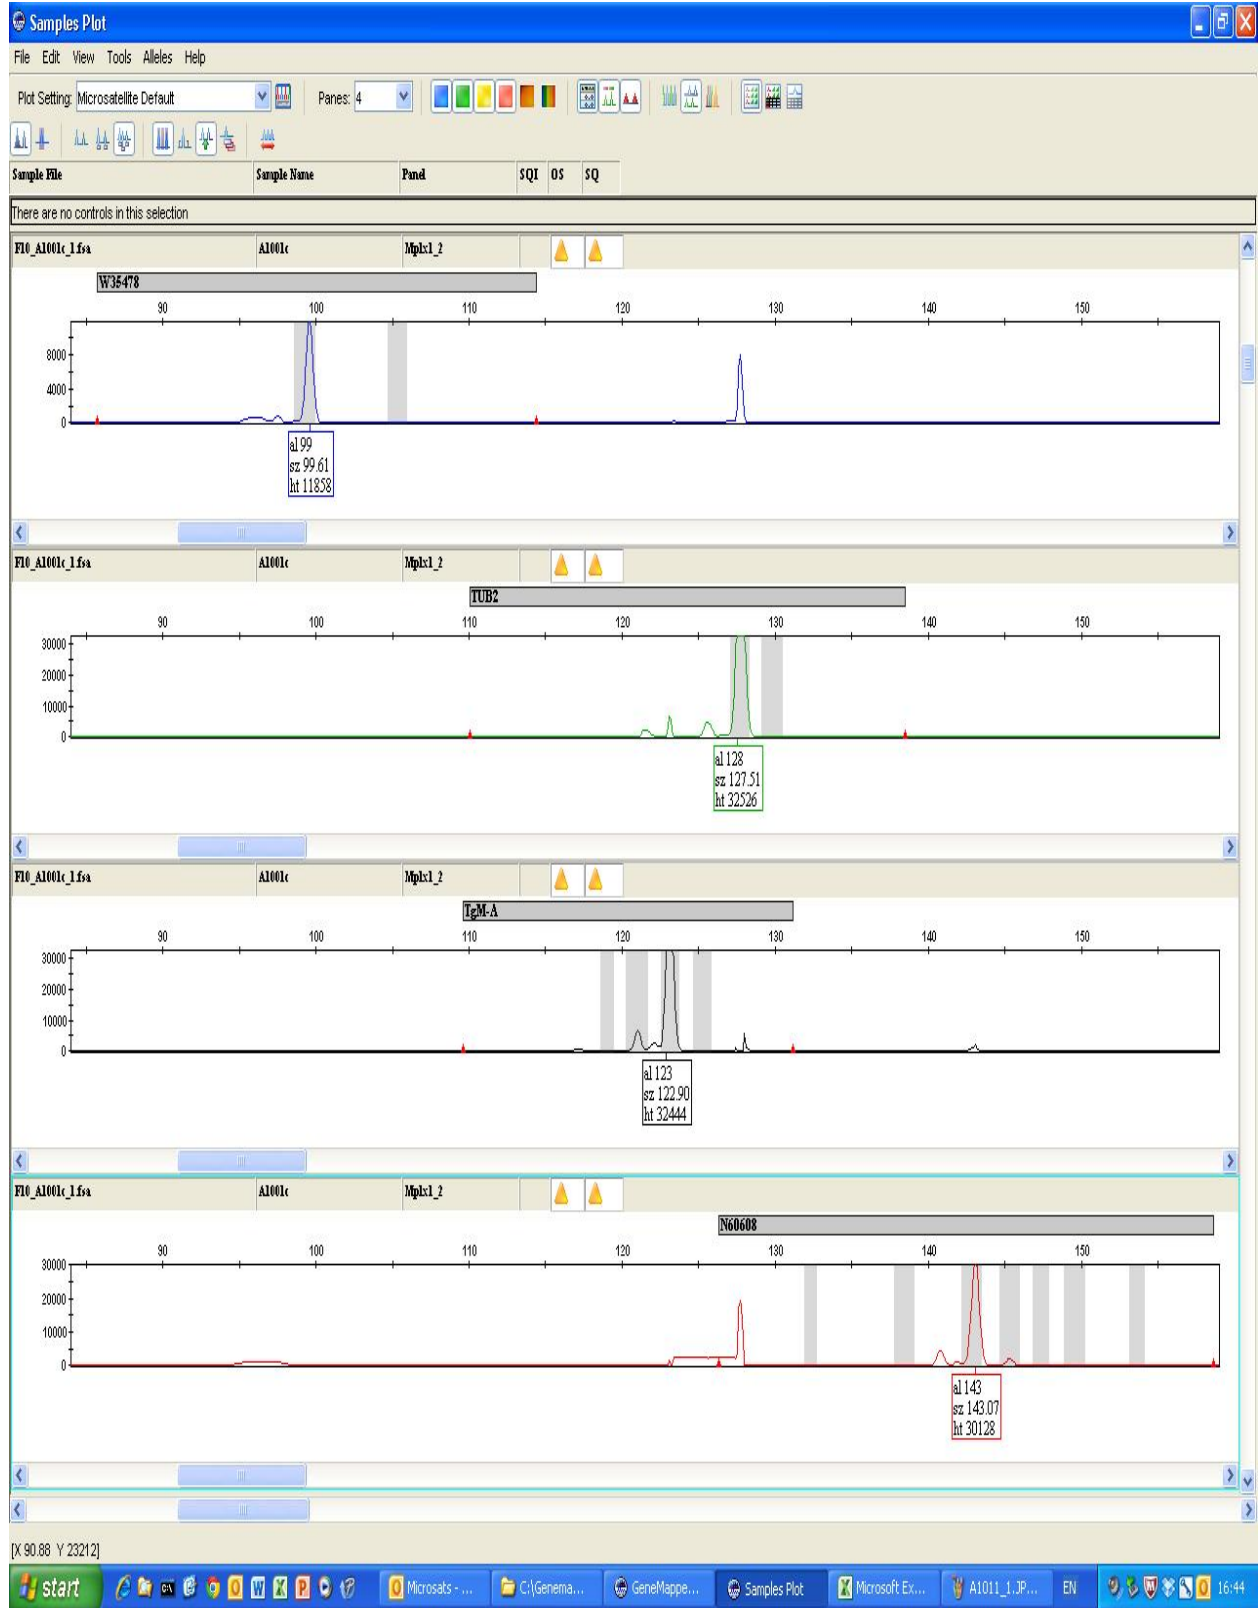 Samples Plot
File Edit View Tools Alleles Help
Plot Setting: Microsatellite Default Panes: 4
Sample File Sample Name Panel SQI OS SQ
There are no controls in this selection
F10_A1001c_1.fsa A1001c Mplx1_2
W35478
90 100 110 120 130 140 150
8000
4000
0
al 99
sz 99.61
ht 11858
F10_A1001c_1.fsa A1001c Mplx1_2
TUB2
90 100 110 120 130 140 150
30000
20000
10000
0
al 128
sz 127.51
ht 32526
F10_A1001c_1.fsa A1001c Mplx1_2
TgM-A
90 100 110 120 130 140 150
30000
20000
10000
0
al 123
sz 122.90
ht 32444
F10_A1001c_1.fsa A1001c Mplx1_2
N60608
90 100 110 120 130 140 150
30000
20000
10000
0
al 143
sz 143.07
ht 30128
[X 90.88 Y 23212]
start Microsats - ... C:\Genema... GeneMappe... Samples Plot Microsoft Ex... A1011_1.JP... EN 16:44